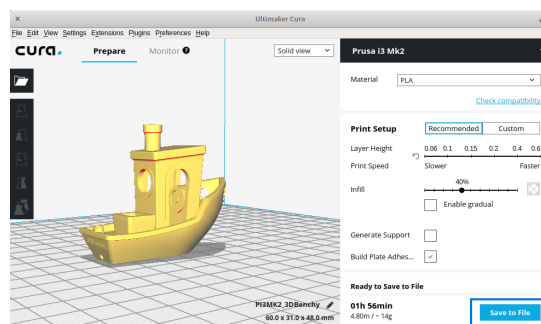 Ultimaker Cura
File Edit View Settings Extensions Plugins Preferences Help
cura.
Prepare
Monitor
Solid view
Prusa i3 Mk2
Material
PLA
Check compatibility
Print Setup
Recommended
Custom
Layer Height
0.06 0.1 0.15 0.2 0.4 0.6
Print Speed
Slower
Faster
40%
Infill
Enable gradual
Generate Support
Build Plate Adhes...
Ready to Save to File
PI3MK2_3DBenchy
60.0 x 31.0 x 48.0 mm
01h 56min
4.80m / ~ 14g
Save to File